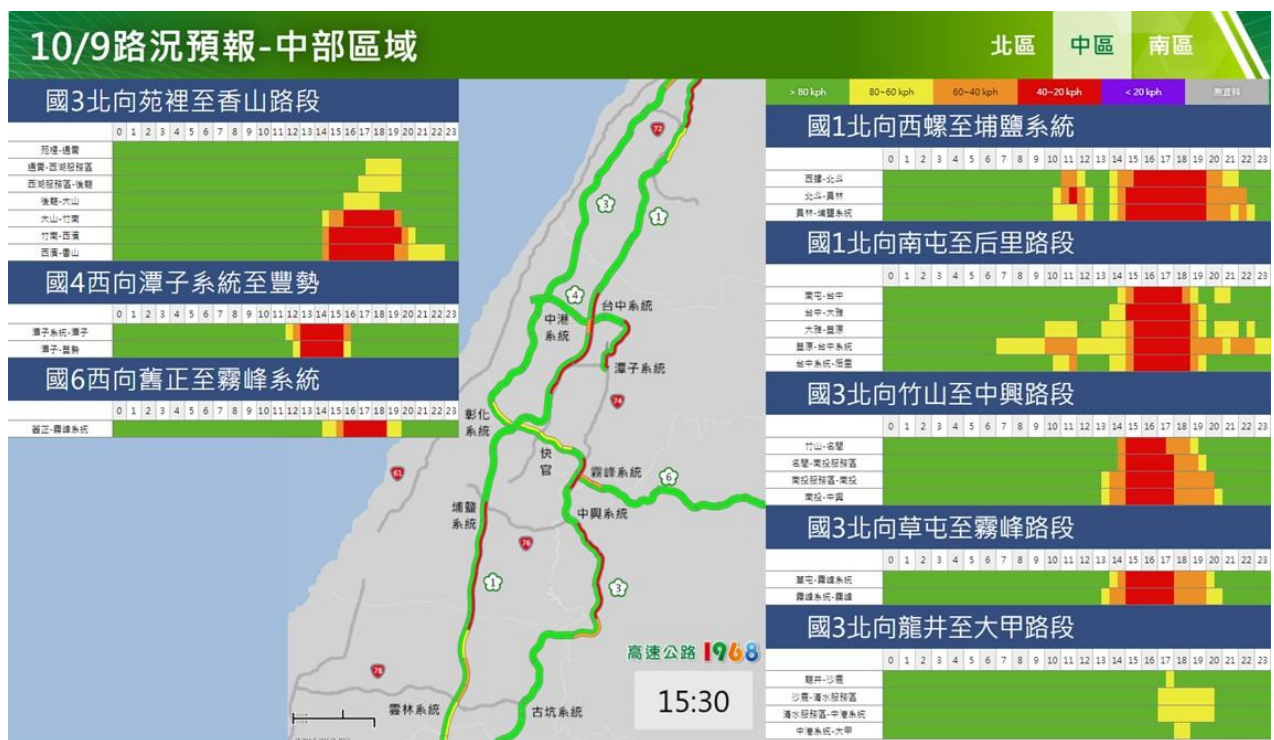 10/9路況預報-中部區域
北區 中區 南區
國3北向苑裡至香山路段
0 1 2 3 4 5 6 7 8 9 10 11 12 13 14 15 16 17 18 19 20 21 22 23
苑裡-通霄
通霄-西湖服務區
西湖服務區-後龍
後龍-大山
大山-竹南
竹南-西濱
西濱-香山
國4西向潭子系統至豐勢
0 1 2 3 4 5 6 7 8 9 10 11 12 13 14 15 16 17 18 19 20 21 22 23
潭子系統-潭子
潭子-豐勢
國6西向舊正至霧峰系統
0 1 2 3 4 5 6 7 8 9 10 11 12 13 14 15 16 17 18 19 20 21 22 23
舊正-霧峰系統
72
3
1
4
台中系統
中港系統
潭子系統
74
彰化系統
快官
61
霧峰系統
6
埔鹽系統
中興系統
76
1
3
高速公路1968
78
雲林系統
古坑系統
15:30
> 80 kph 80~60 kph 60~40 kph 40~20 kph < 20 kph 無資料
國1北向西螺至埔鹽系統
0 1 2 3 4 5 6 7 8 9 10 11 12 13 14 15 16 17 18 19 20 21 22 23
西螺-北斗
北斗-員林
員林-埔鹽系統
國1北向南屯至后里路段
0 1 2 3 4 5 6 7 8 9 10 11 12 13 14 15 16 17 18 19 20 21 22 23
南屯-台中
台中-大雅
大雅-豐原
豐原-台中系統
台中系統-后里
國3北向竹山至中興路段
0 1 2 3 4 5 6 7 8 9 10 11 12 13 14 15 16 17 18 19 20 21 22 23
竹山-名間
名間-南投服務區
南投服務區-南投
南投-中興
國3北向草屯至霧峰路段
0 1 2 3 4 5 6 7 8 9 10 11 12 13 14 15 16 17 18 19 20 21 22 23
草屯-霧峰系統
霧峰系統-霧峰
國3北向龍井至大甲路段
0 1 2 3 4 5 6 7 8 9 10 11 12 13 14 15 16 17 18 19 20 21 22 23
龍井-沙鹿
沙鹿-清水服務區
清水服務區-中港系統
中港系統-大甲